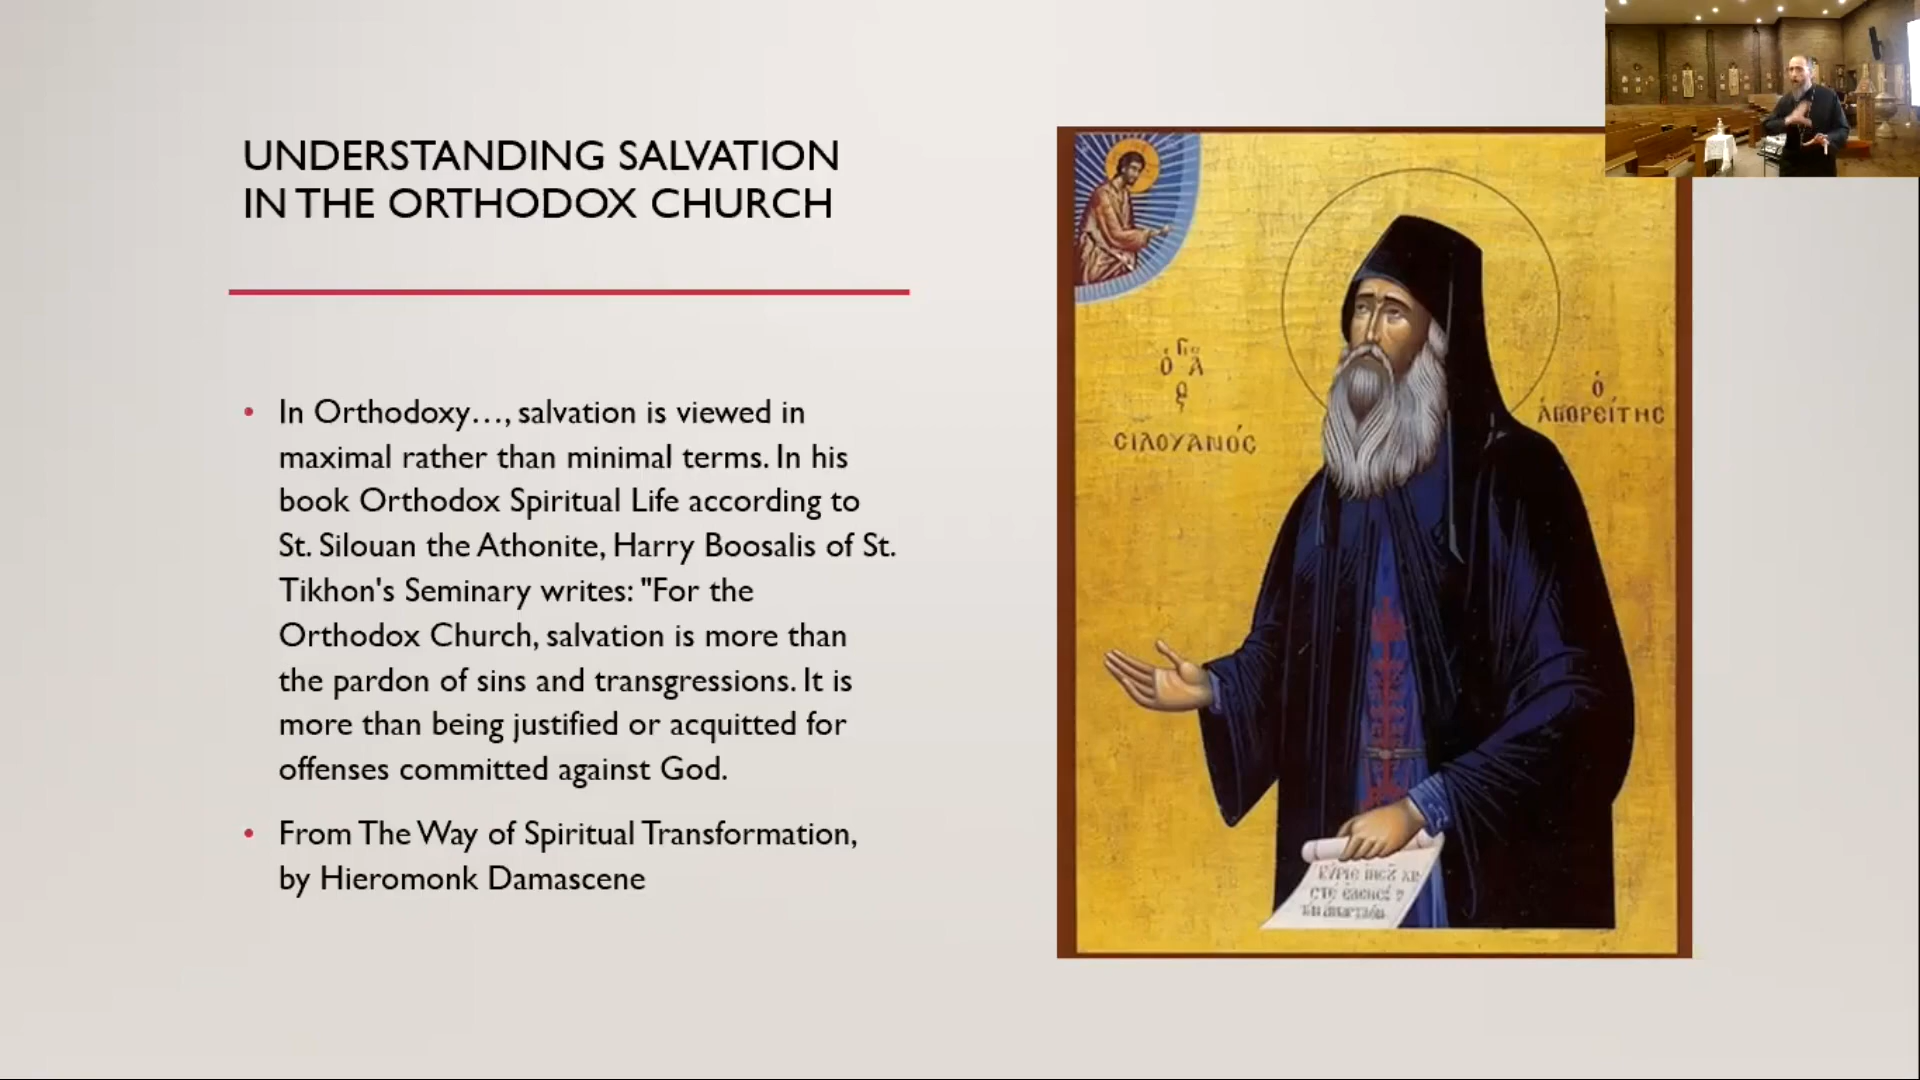 UNDERSTANDING SALVATION
IN THE ORTHODOX CHURCH
• In Orthodoxy…, salvation is viewed in
maximal rather than minimal terms. In his
book Orthodox Spiritual Life according to
St. Silouan the Athonite, Harry Boosalis of St.
Tikhon's Seminary writes: "For the
Orthodox Church, salvation is more than
the pardon of sins and transgressions. It is
more than being justified or acquitted for
offenses committed against God.
• From The Way of Spiritual Transformation,
by Hieromonk Damascene
CΙΛΟΥΑΝΌC
ὁ